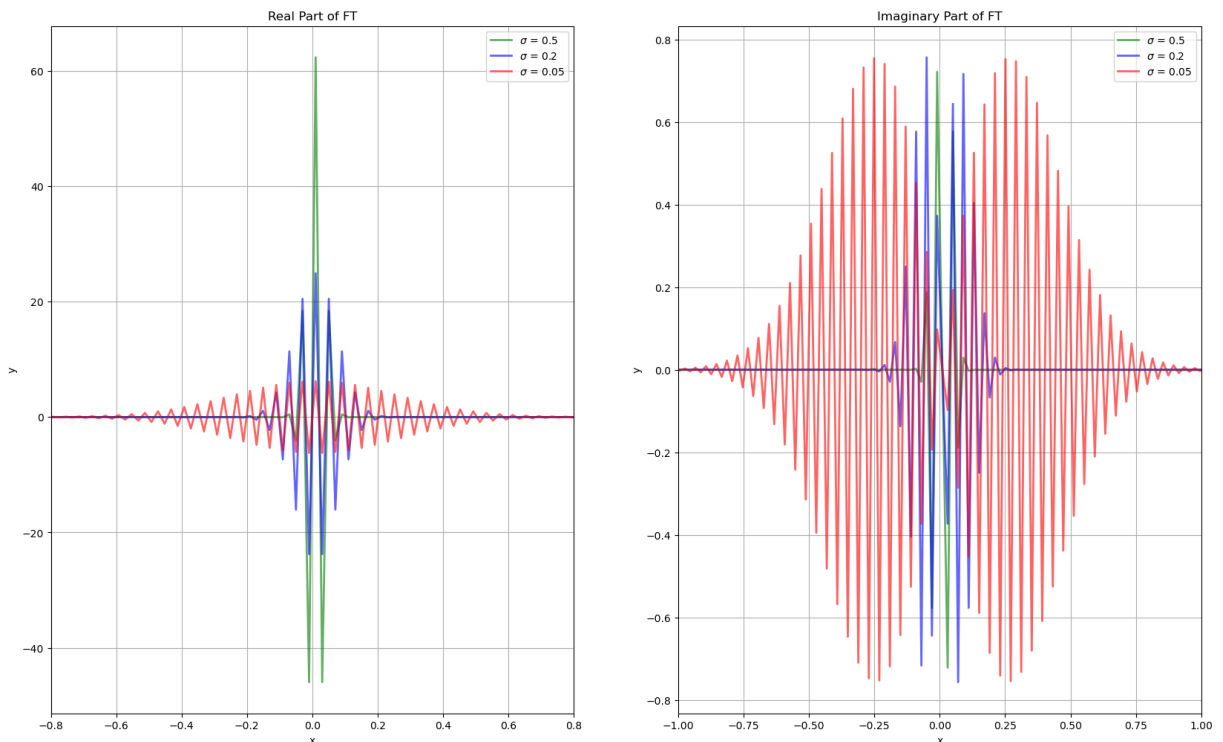 Real Part of FT
σ = 0.5
σ = 0.2
σ = 0.05
60
40
20
0
−20
−40
y
−0.8 −0.6 −0.4 −0.2 0.0 0.2 0.4 0.6 0.8
x
Imaginary Part of FT
σ = 0.5
σ = 0.2
σ = 0.05
0.8
0.6
0.4
0.2
0.0
−0.2
−0.4
−0.6
−0.8
y
−1.00 −0.75 −0.50 −0.25 0.00 0.25 0.50 0.75 1.00
x